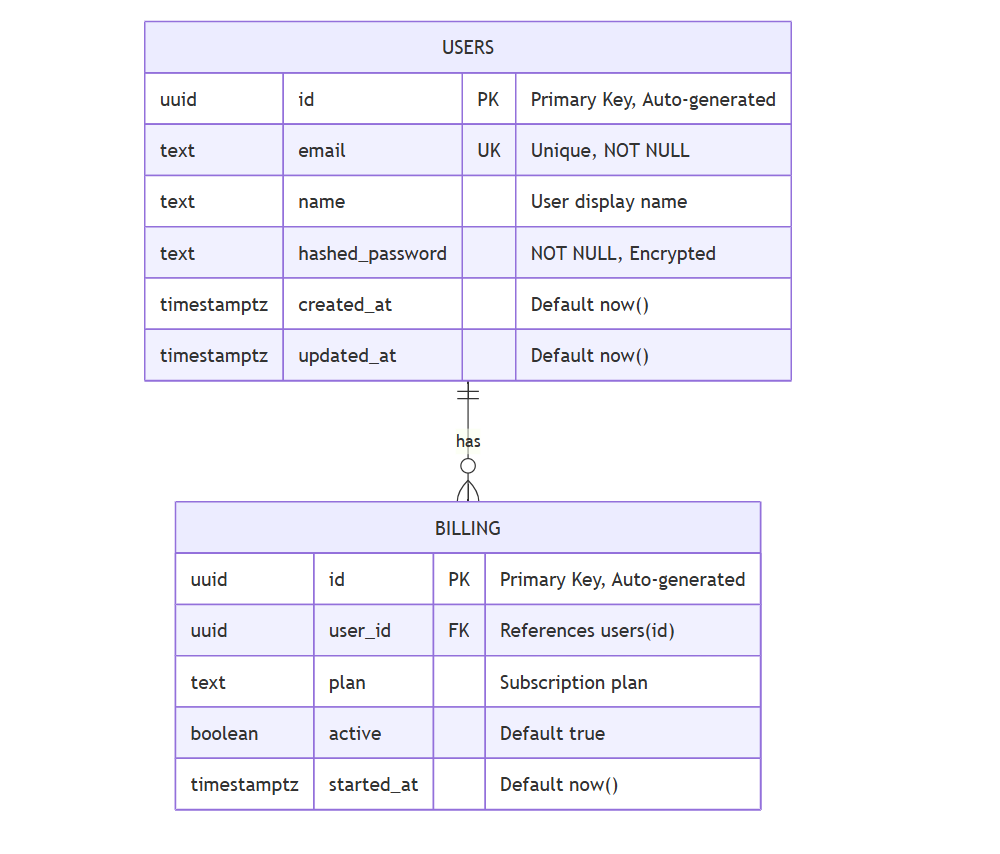 USERS
uuid id PK Primary Key, Auto-generated
text email UK Unique, NOT NULL
text name User display name
text hashed_password NOT NULL, Encrypted
timestamptz created_at Default now()
timestamptz updated_at Default now()
has
BILLING
uuid id PK Primary Key, Auto-generated
uuid user_id FK References users(id)
text plan Subscription plan
boolean active Default true
timestamptz started_at Default now()